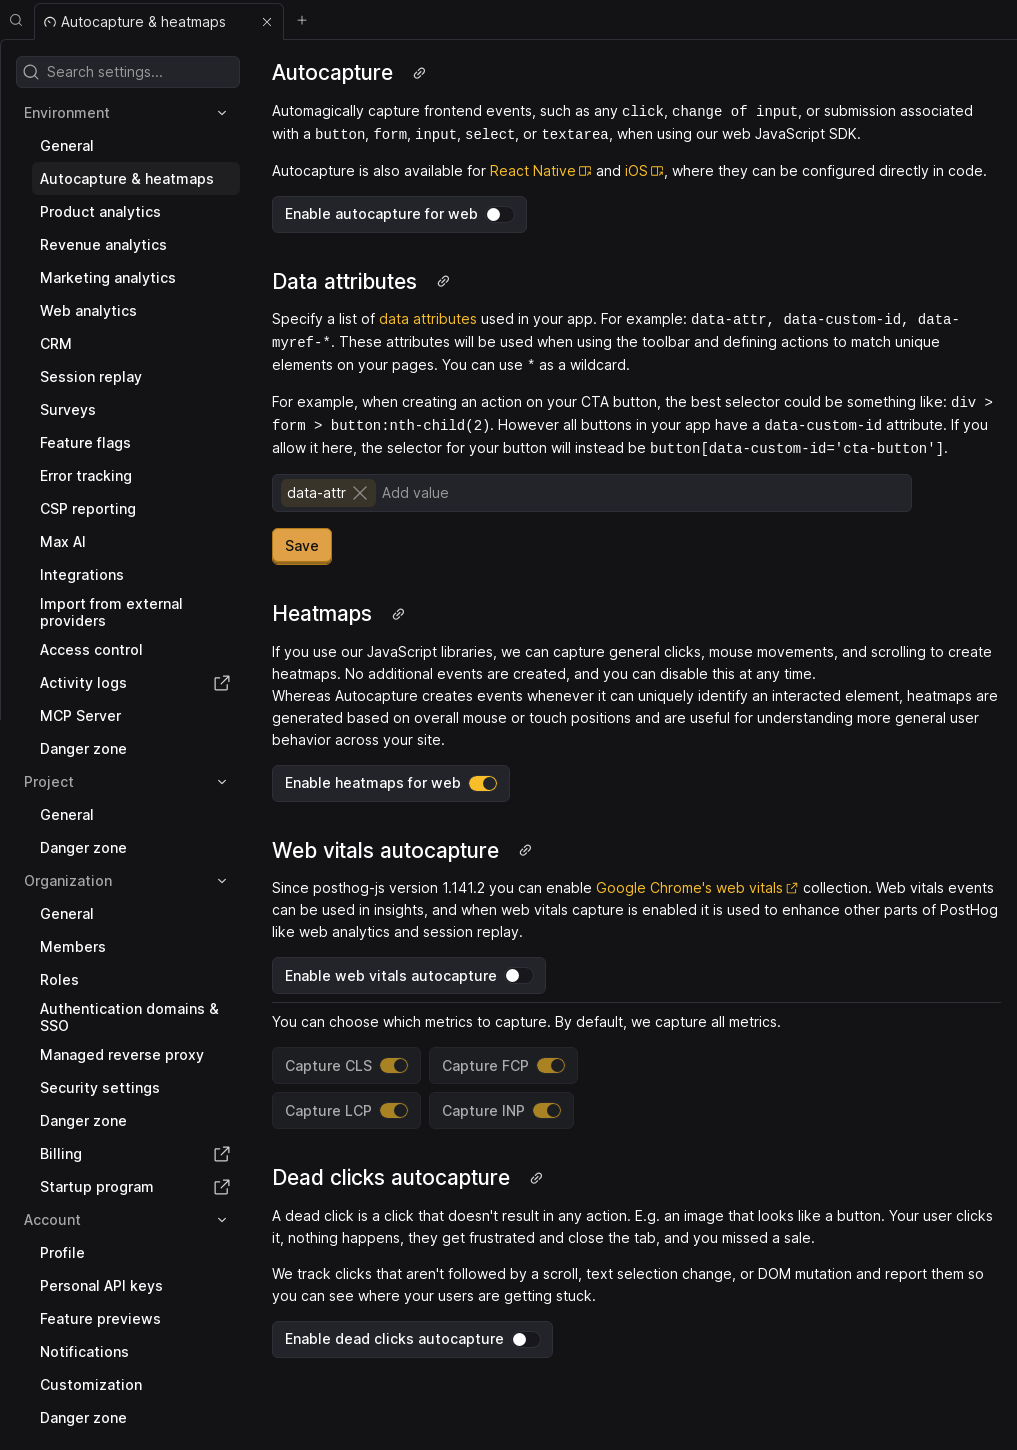 Autocapture & heatmaps
Search settings...
Environment
General
Autocapture & heatmaps
Product analytics
Revenue analytics
Marketing analytics
Web analytics
CRM
Session replay
Surveys
Feature flags
Error tracking
CSP reporting
Max AI
Integrations
Import from external
providers
Access control
Activity logs
MCP Server
Danger zone
Project
General
Danger zone
Organization
General
Members
Roles
Authentication domains &
SSO
Managed reverse proxy
Security settings
Danger zone
Billing
Startup program
Account
Profile
Personal API keys
Feature previews
Notifications
Customization
Danger zone
Autocapture
Automagically capture frontend events, such as any click, change of input, or submission associated
with a button, form, input, select, or textarea, when using our web JavaScript SDK.
Autocapture is also available for React Native and iOS, where they can be configured directly in code.
Enable autocapture for web
Data attributes
Specify a list of data attributes used in your app. For example: data-attr, data-custom-id, data-
myref-*. These attributes will be used when using the toolbar and defining actions to match unique
elements on your pages. You can use * as a wildcard.
For example, when creating an action on your CTA button, the best selector could be something like: div >
form > button:nth-child(2). However all buttons in your app have a data-custom-id attribute. If you
allow it here, the selector for your button will instead be button[data-custom-id='cta-button'].
data-attr Add value
Save
Heatmaps
If you use our JavaScript libraries, we can capture general clicks, mouse movements, and scrolling to create
heatmaps. No additional events are created, and you can disable this at any time.
Whereas Autocapture creates events whenever it can uniquely identify an interacted element, heatmaps are
generated based on overall mouse or touch positions and are useful for understanding more general user
behavior across your site.
Enable heatmaps for web
Web vitals autocapture
Since posthog-js version 1.141.2 you can enable Google Chrome's web vitals collection. Web vitals events
can be used in insights, and when web vitals capture is enabled it is used to enhance other parts of PostHog
like web analytics and session replay.
Enable web vitals autocapture
You can choose which metrics to capture. By default, we capture all metrics.
Capture CLS Capture FCP
Capture LCP Capture INP
Dead clicks autocapture
A dead click is a click that doesn't result in any action. E.g. an image that looks like a button. Your user clicks
it, nothing happens, they get frustrated and close the tab, and you missed a sale.
We track clicks that aren't followed by a scroll, text selection change, or DOM mutation and report them so
you can see where your users are getting stuck.
Enable dead clicks autocapture